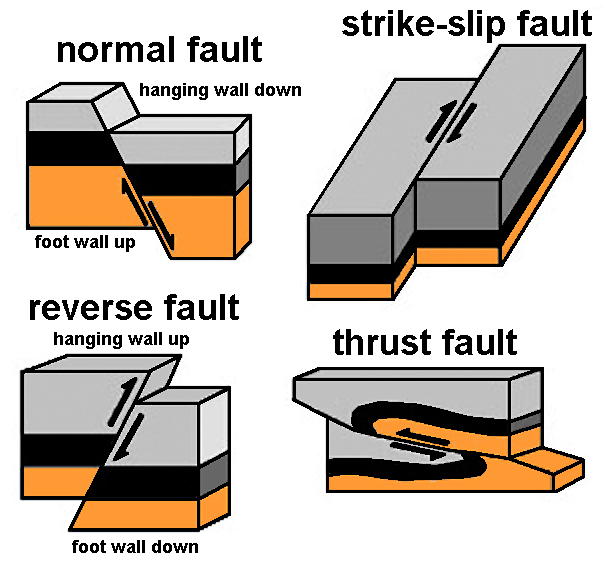 normal fault
hanging wall down
foot wall up
strike-slip fault
reverse fault
hanging wall up
foot wall down
thrust fault